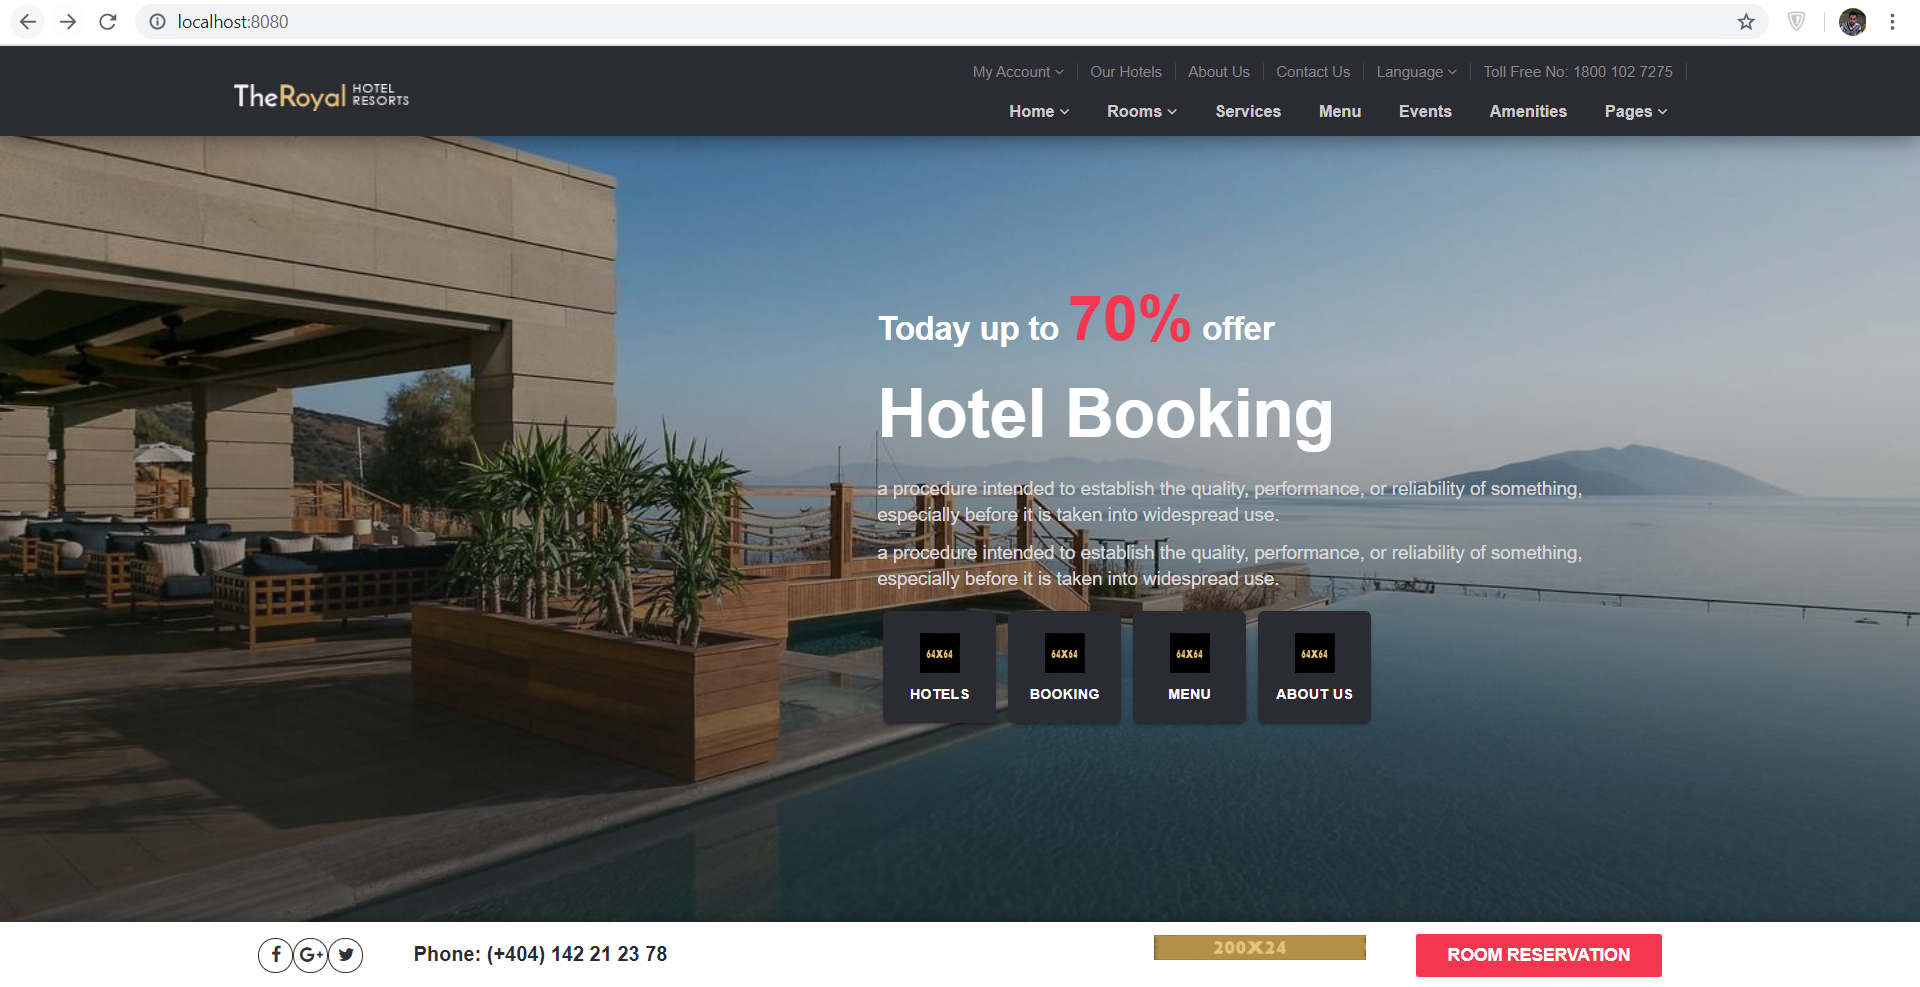 localhost:8080
My Account
Our Hotels
About Us
Contact Us
Language
Toll Free No: 1800 102 7275
TheRoyal HOTEL RESORTS
Home
Rooms
Services
Menu
Events
Amenities
Pages
Today up to 70% offer
Hotel Booking
a procedure intended to establish the quality, performance, or reliability of something,
especially before it is taken into widespread use.
a procedure intended to establish the quality, performance, or reliability of something,
especially before it is taken into widespread use.
64X64
HOTELS
64X64
BOOKING
64X64
MENU
64X64
ABOUT US
f
G+
Phone: (+404) 142 21 23 78
200X24
ROOM RESERVATION